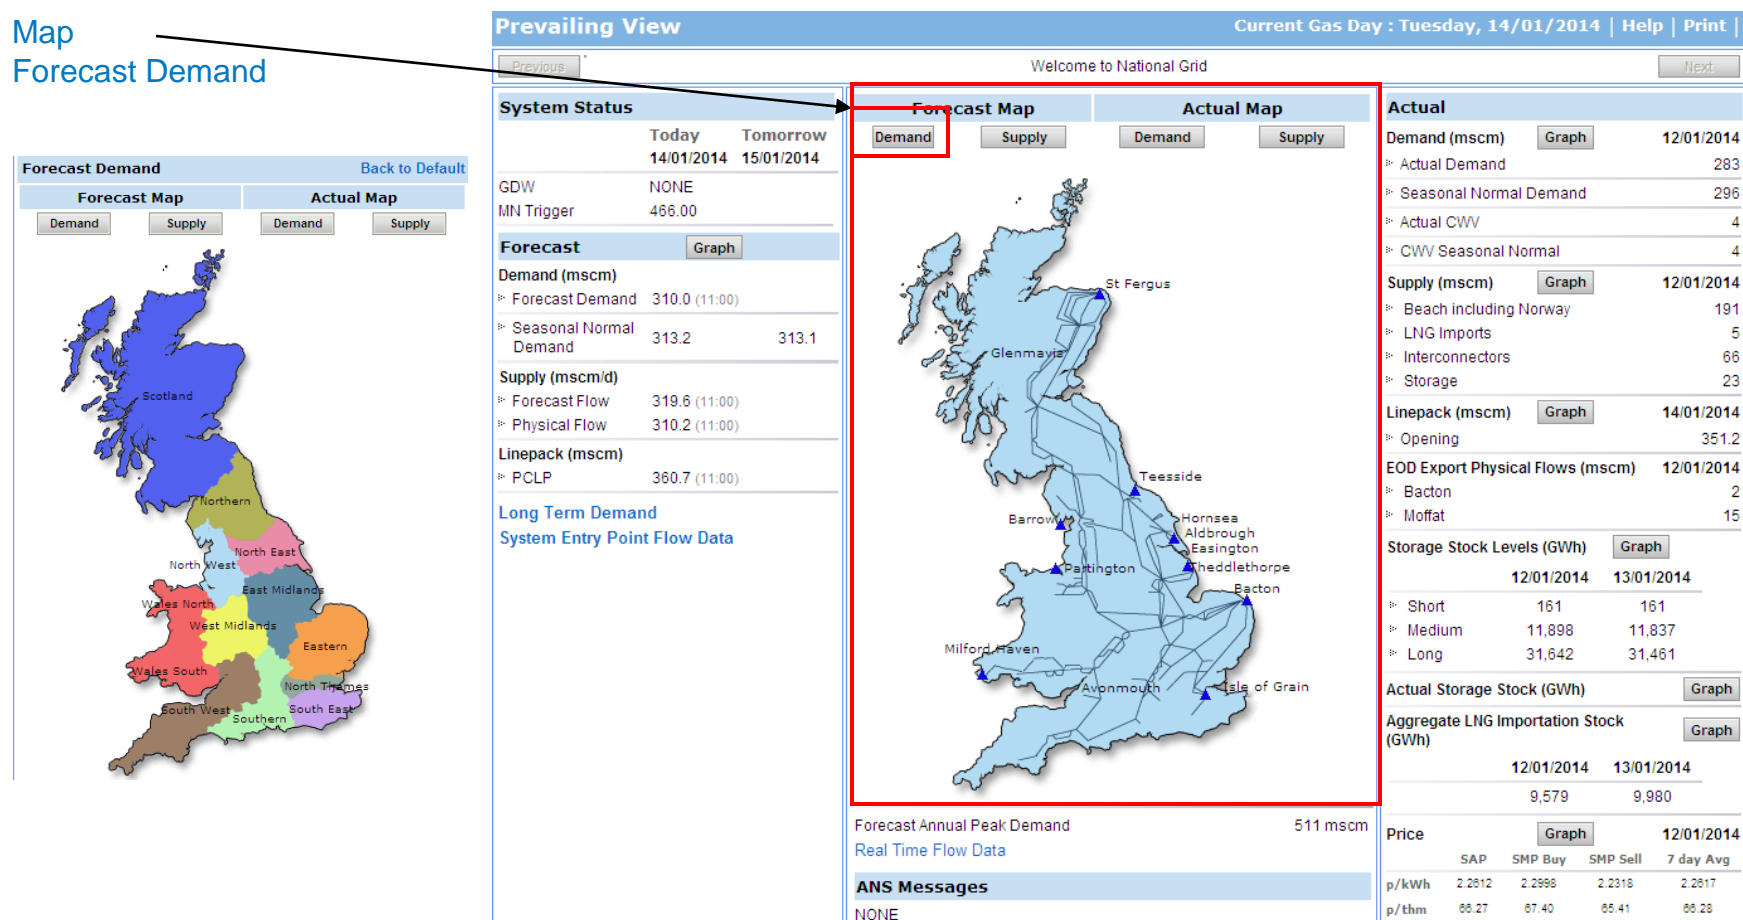 Map
Forecast Demand
Forecast Demand Back to Default
Forecast Map Actual Map
Demand Supply Demand Supply
Scotland
Northern
North East
North West
East Midlands
Wales North
West Midlands
Eastern
Wales South
North Thames
South West
South East
Southern
Prevailing View Current Gas Day : Tuesday, 14/01/2014 | Help | Print |
Previous Welcome to National Grid Next
System Status
Today Tomorrow
14/01/2014 15/01/2014
GDW NONE
MN Trigger 466.00
Forecast Graph
Demand (mscm)
Forecast Demand 310.0 (11:00)
Seasonal Normal
Demand 313.2 313.1
Supply (mscm/d)
Forecast Flow 319.6 (11:00)
Physical Flow 310.2 (11:00)
Linepack (mscm)
PCLP 360.7 (11:00)
Long Term Demand
System Entry Point Flow Data
Forecast Map Actual Map
Demand Supply Demand Supply
St Fergus
Glenmavis
Teesside
Barrow
Hornsea
Aldbrough
Easington
Partington
Theddlethorpe
Bacton
Milford Haven
Avonmouth
Isle of Grain
Forecast Annual Peak Demand 511 mscm
Real Time Flow Data
ANS Messages
NONE
Actual
Demand (mscm) Graph 12/01/2014
Actual Demand 283
Seasonal Normal Demand 296
Actual CWV 4
CWV Seasonal Normal 4
Supply (mscm) Graph 12/01/2014
Beach including Norway 191
LNG Imports 5
Interconnectors 66
Storage 23
Linepack (mscm) Graph 14/01/2014
Opening 351.2
EOD Export Physical Flows (mscm) 12/01/2014
Bacton 2
Moffat 15
Storage Stock Levels (GWh) Graph
12/01/2014 13/01/2014
Short 161 161
Medium 11,898 11,837
Long 31,642 31,461
Actual Storage Stock (GWh) Graph
Aggregate LNG Importation Stock
(GWh) Graph
12/01/2014 13/01/2014
9,579 9,980
Price Graph 12/01/2014
SAP SMP Buy SMP Sell 7 day Avg
p/kWh 2.2612 2.2998 2.2318 2.2617
p/thm 66.27 67.40 65.41 66.28